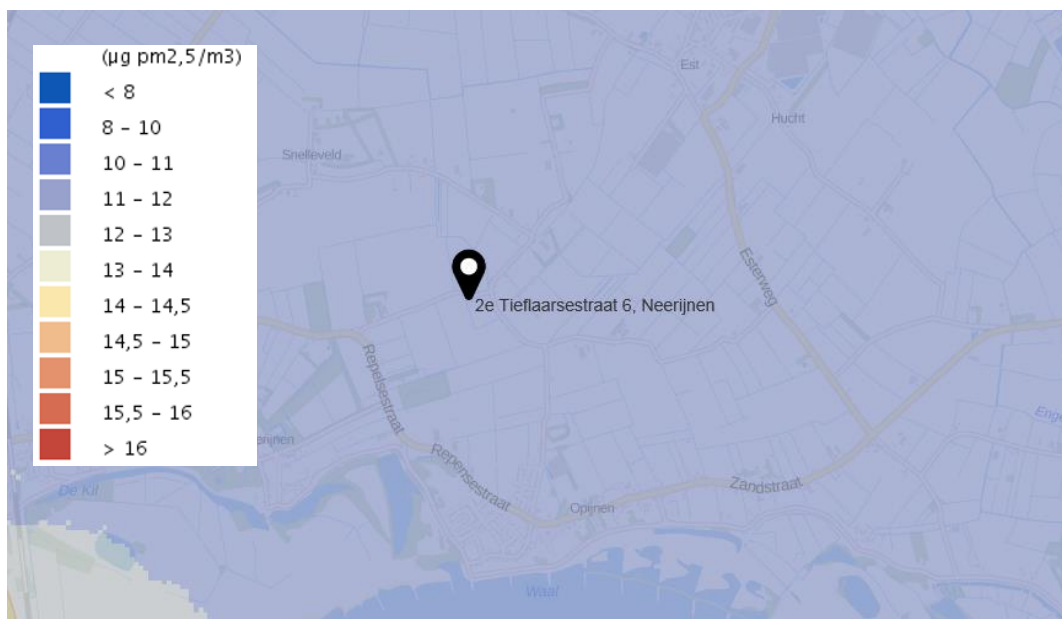 (µg pm2,5/m3)
< 8
8 – 10
10 – 11
11 – 12
12 – 13
13 – 14
14 – 14,5
14,5 – 15
15 – 15,5
15,5 – 16
> 16
Est
Hucht
Snelleveld
2e Tieflaarsestraat 6, Neerijnen
Esterweg
Repelsestraat
Repensestraat
Zandstraat
Opijnen
De Kil
Waal